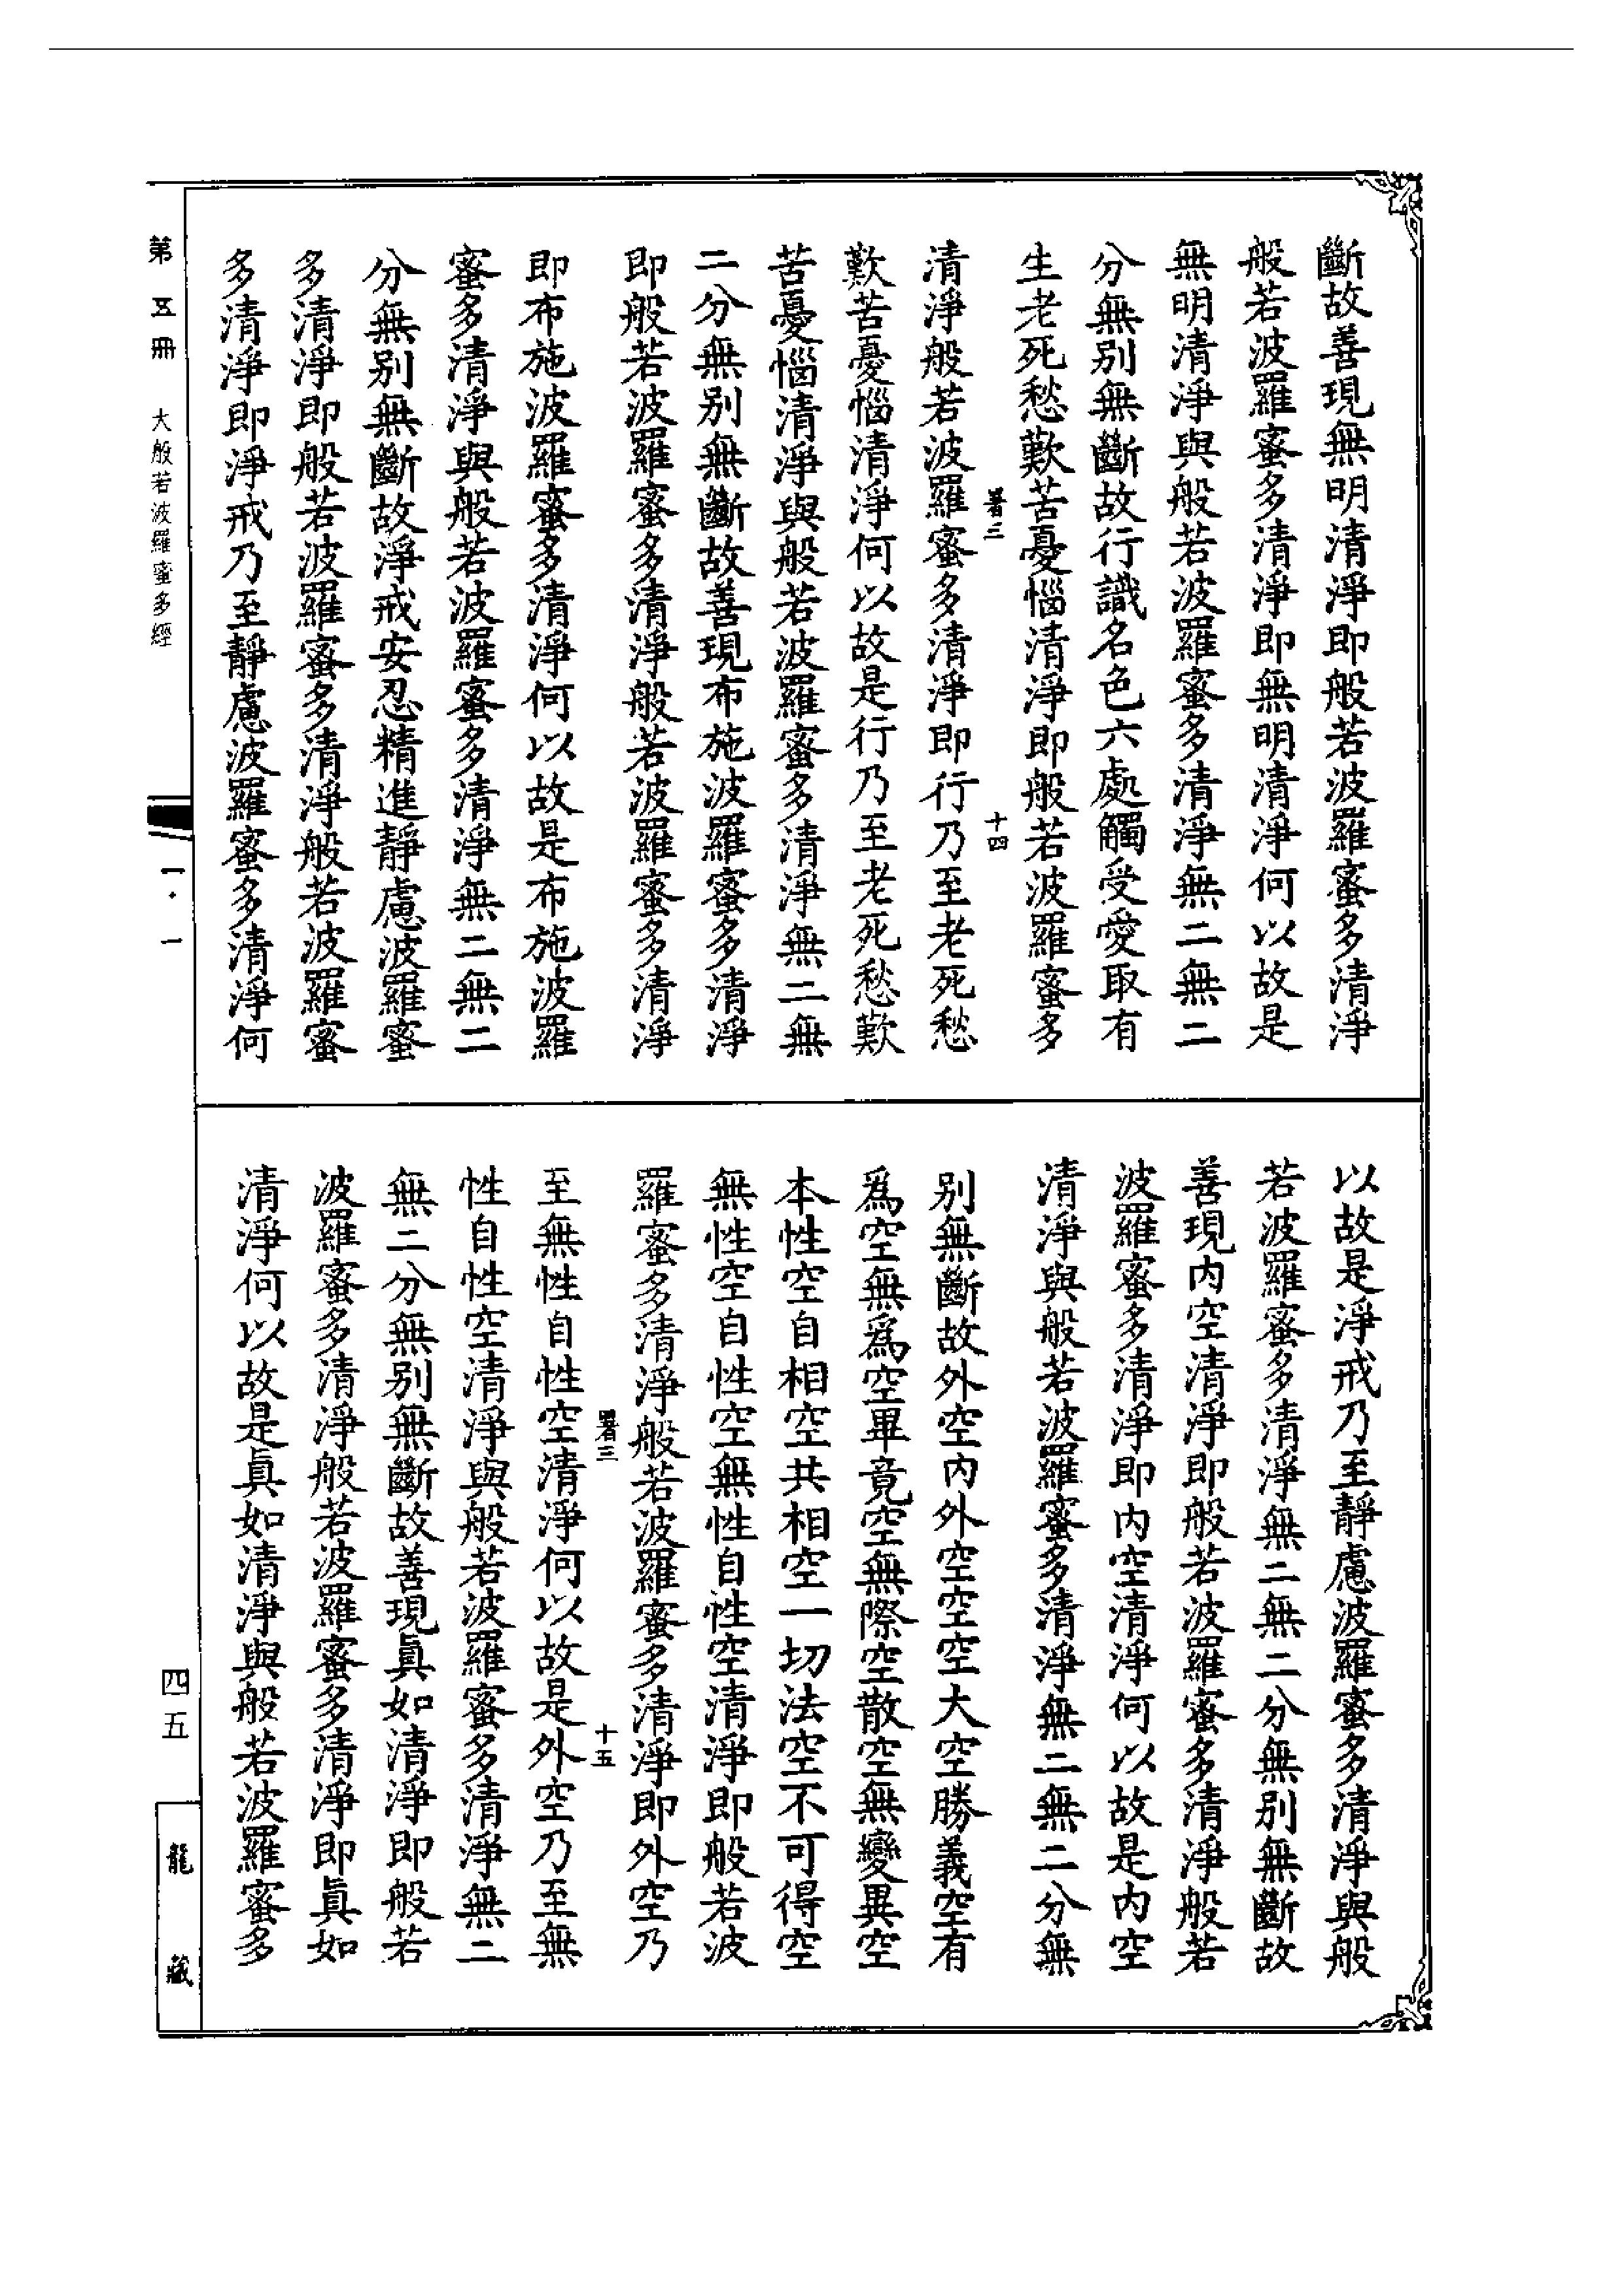 斷故善現無明清淨即般若波羅蜜多清淨
般若波羅蜜多清淨即無明清淨何以故是
無明清淨與般若波羅蜜多清淨無二無二
分無别無斷故行識名色六處觸受愛取有
生老死愁歎苦憂惱清淨即般若波羅蜜多
署三 十四
清淨般若波羅蜜多清淨即行乃至老死愁
歎苦憂惱清淨何以故是行乃至老死愁歎
苦憂惱清淨與般若波羅蜜多清淨無二無
二分無别無斷故善現布施波羅蜜多清淨
即般若波羅蜜多清淨般若波羅蜜多清淨
即布施波羅蜜多清淨何以故是布施波羅
蜜多清淨與般若波羅蜜多清淨無二無二
分無别無斷故淨戒安忍精進靜慮波羅蜜
多清淨即般若波羅蜜多清淨般若波羅蜜
多清淨即淨戒乃至靜慮波羅蜜多清淨何
以故是淨戒乃至靜慮波羅蜜多清淨與般
若波羅蜜多清淨無二無二分無别無斷故
善現内空清淨即般若波羅蜜多清淨般若
波羅蜜多清淨即内空清淨何以故是内空
清淨與般若波羅蜜多清淨無二無二分無
别無斷故外空内外空空空大空勝義空有
爲空無爲空畢竟空無際空散空無變異空
本性空自相空共相空一切法空不可得空
無性空自性空無性自性空清淨即般若波
羅蜜多清淨般若波羅蜜多清淨即外空乃
署三 十五
至無性自性空清淨何以故是外空乃至無
性自性空清淨與般若波羅蜜多清淨無二
無二分無别無斷故善現眞如清淨即般若
波羅蜜多清淨般若波羅蜜多清淨即眞如
清淨何以故是眞如清淨與般若波羅蜜多
第五冊 大般若波羅蜜多經
一·一
四五
龍藏